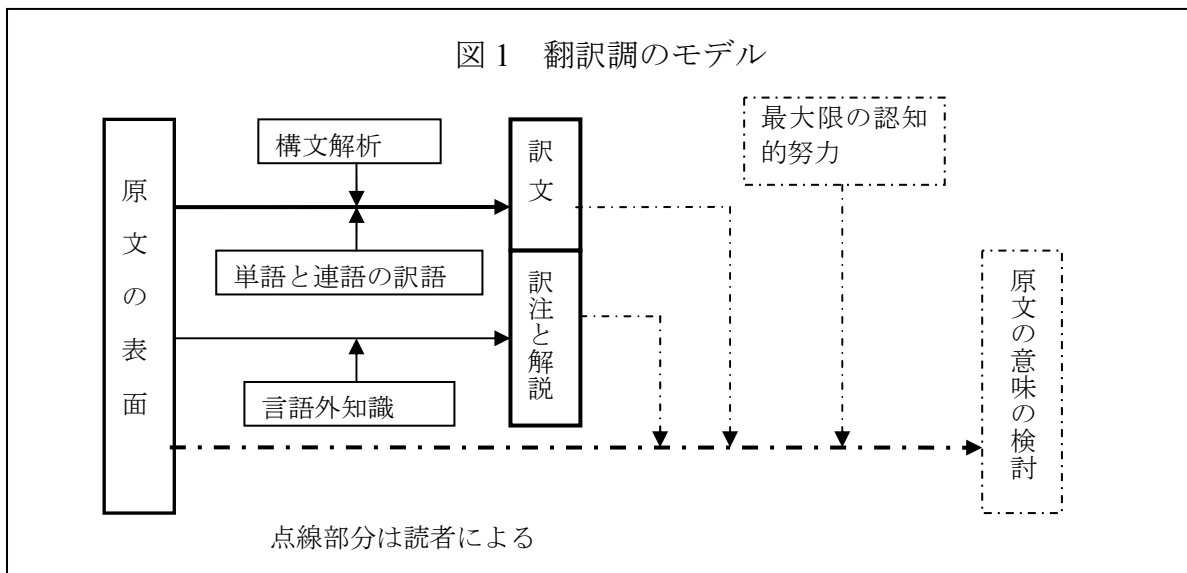 図1 翻訳調のモデル
原文の表面
構文解析
単語と連語の訳語
言語外知識
訳文
訳注と解説
最大限の認知
的努力
原文の意味の検討
点線部分は読者による